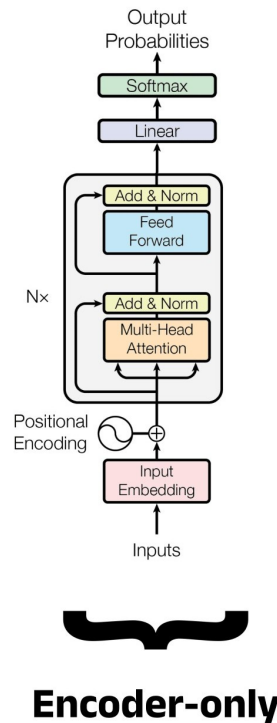 Output
Probabilities
Softmax
Linear
Add & Norm
Feed
Forward
N×
Add & Norm
Multi-Head
Attention
Positional
Encoding
Input
Embedding
Inputs
Encoder-only